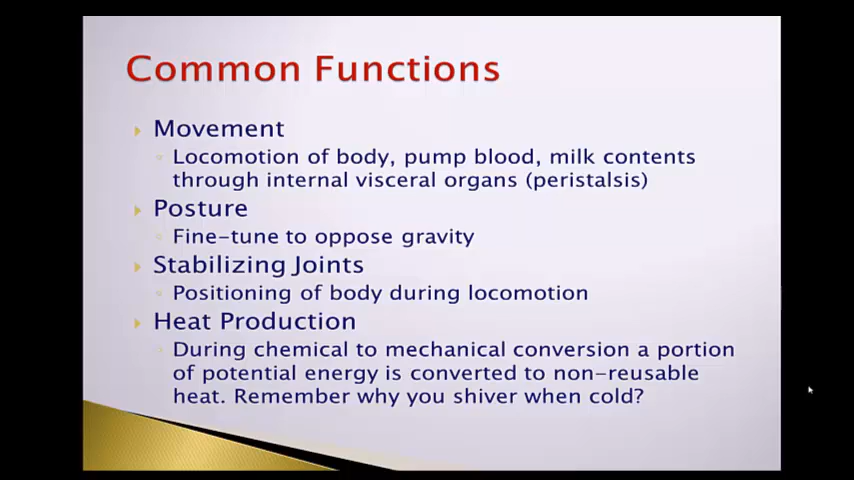 Common Functions
Movement
Locomotion of body, pump blood, milk contents
through internal visceral organs (peristalsis)
Posture
Fine-tune to oppose gravity
Stabilizing Joints
Positioning of body during locomotion
Heat Production
During chemical to mechanical conversion a portion
of potential energy is converted to non-reusable
heat. Remember why you shiver when cold?